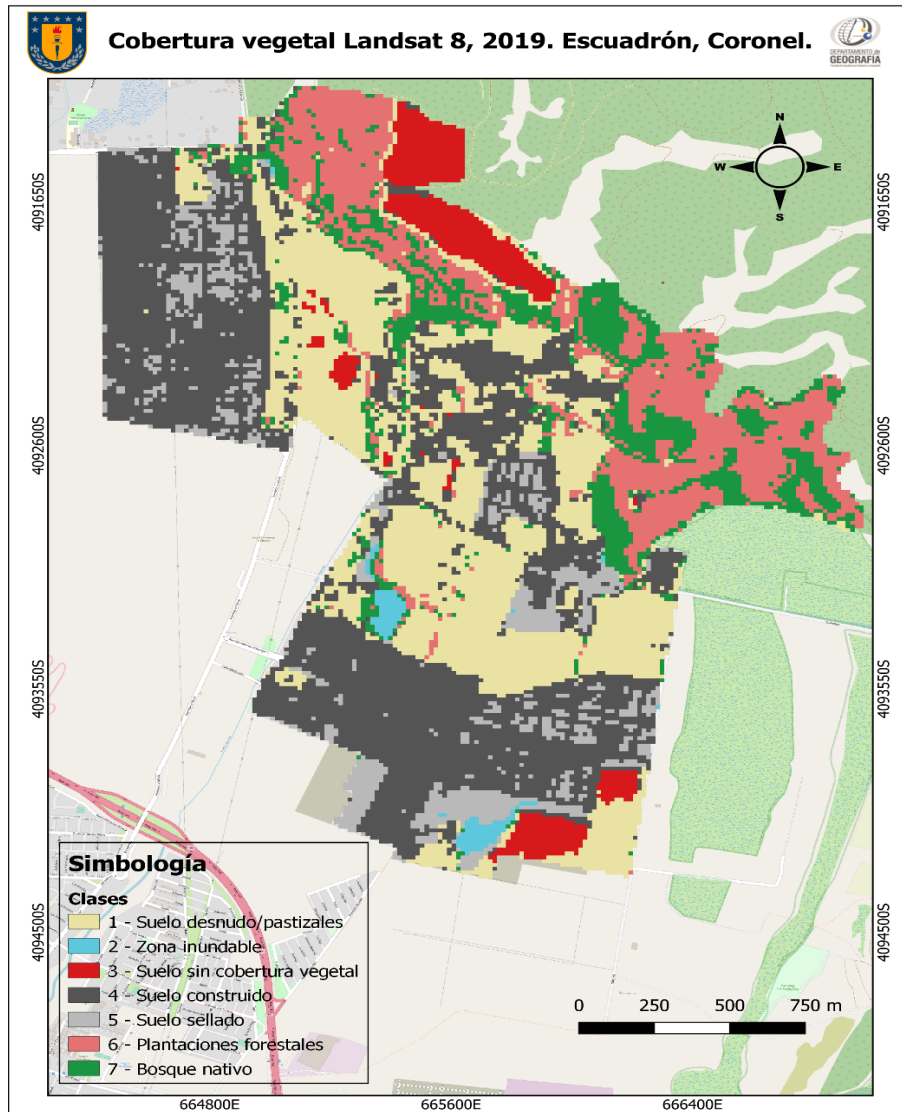 Cobertura vegetal Landsat 8, 2019. Escuadrón, Coronel.
DEPARTAMENTO de
GEOGRAFÍA
N
W
E
S
4091650S
4091650S
4092600S
4092600S
4093550S
4093550S
4094500S
4094500S
Simbología
Clases
1 - Suelo desnudo/pastizales
2 - Zona inundable
3 - Suelo sin cobertura vegetal
4 - Suelo construido
5 - Suelo sellado
6 - Plantaciones forestales
7 - Bosque nativo
0 250 500 750 m
664800E 665600E 666400E